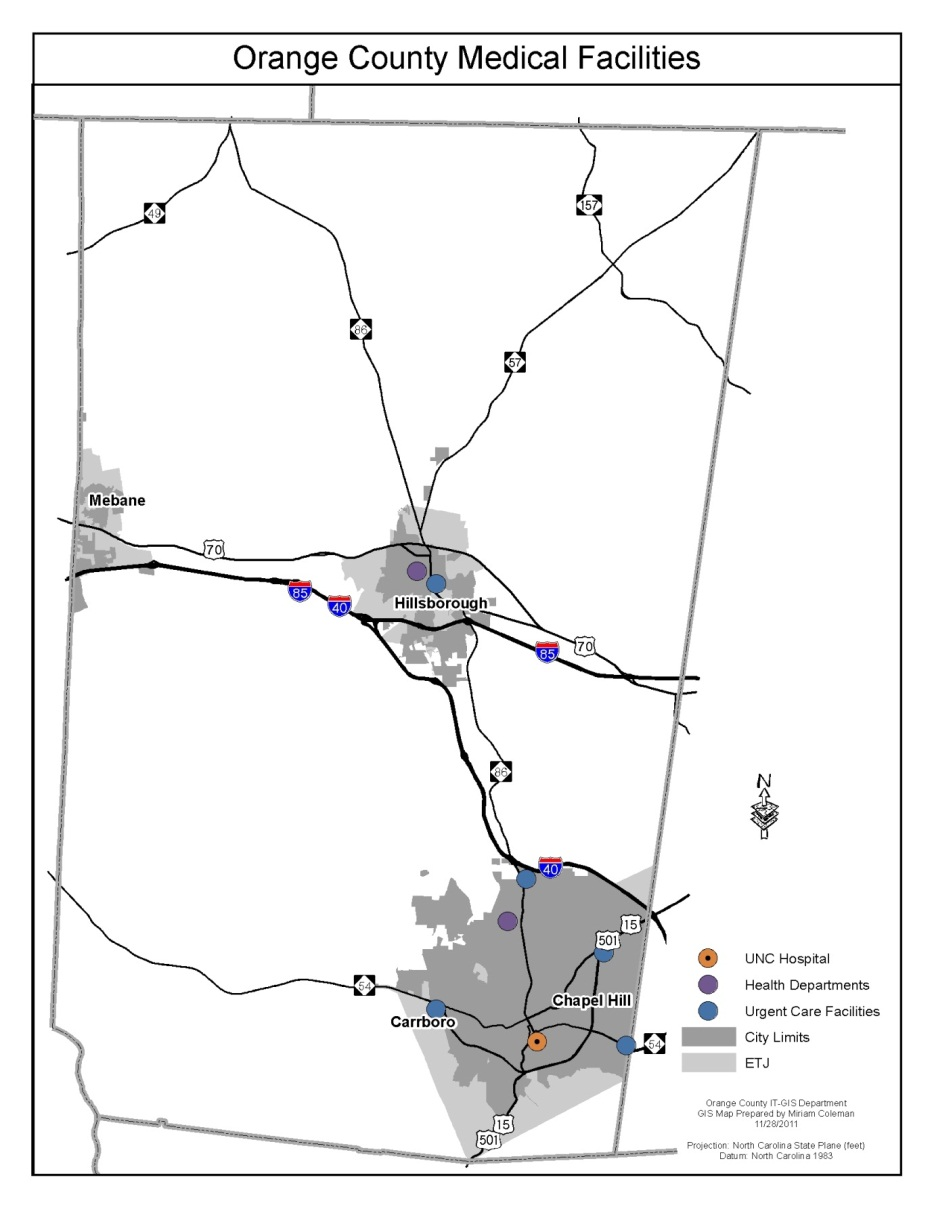 Orange County Medical Facilities
49
157
86
57
Mebane
70
85
40
Hillsborough
85
70
86
N
40
15
501
54
Chapel Hill
Carrboro
54
15
501
UNC Hospital
Health Departments
Urgent Care Facilities
City Limits
ETJ
Orange County IT-GIS Department
GIS Map Prepared by Miriam Coleman
11/28/2011
Projection: North Carolina State Plane (feet)
Datum: North Carolina 1983